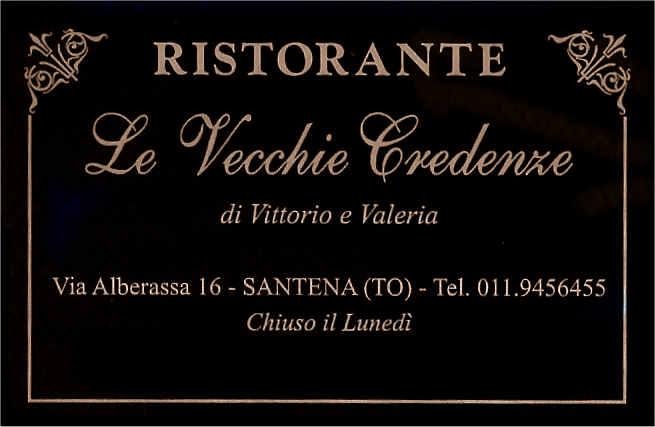 RISTORANTE
Le Vecchie Credenze
di Vittorio e Valeria
Via Alberassa 16 - SANTENA (TO) - Tel. 011.9456455
Chiuso il Lunedì